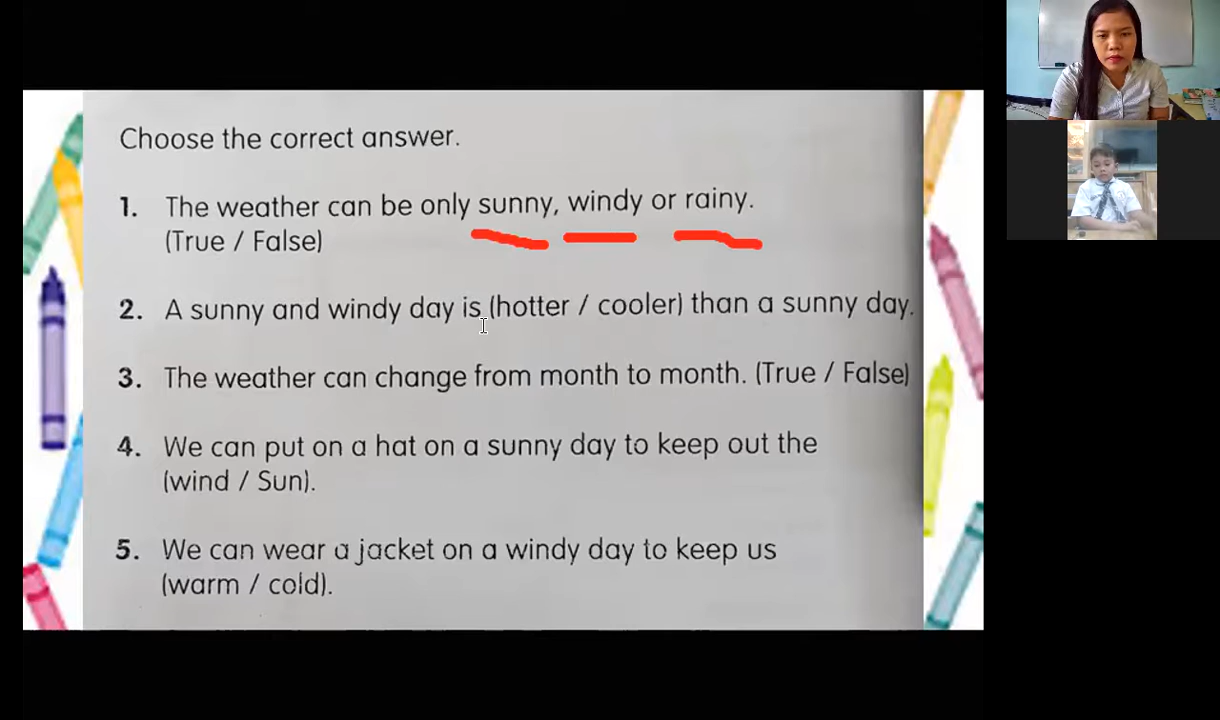 Choose the correct answer.
1. The weather can be only sunny, windy or rainy.
(True / False)
2. A sunny and windy day is (hotter / cooler) than a sunny day.
3. The weather can change from month to month. (True / False)
4. We can put on a hat on a sunny day to keep out the
(wind / Sun).
5. We can wear a jacket on a windy day to keep us
(warm / cold).